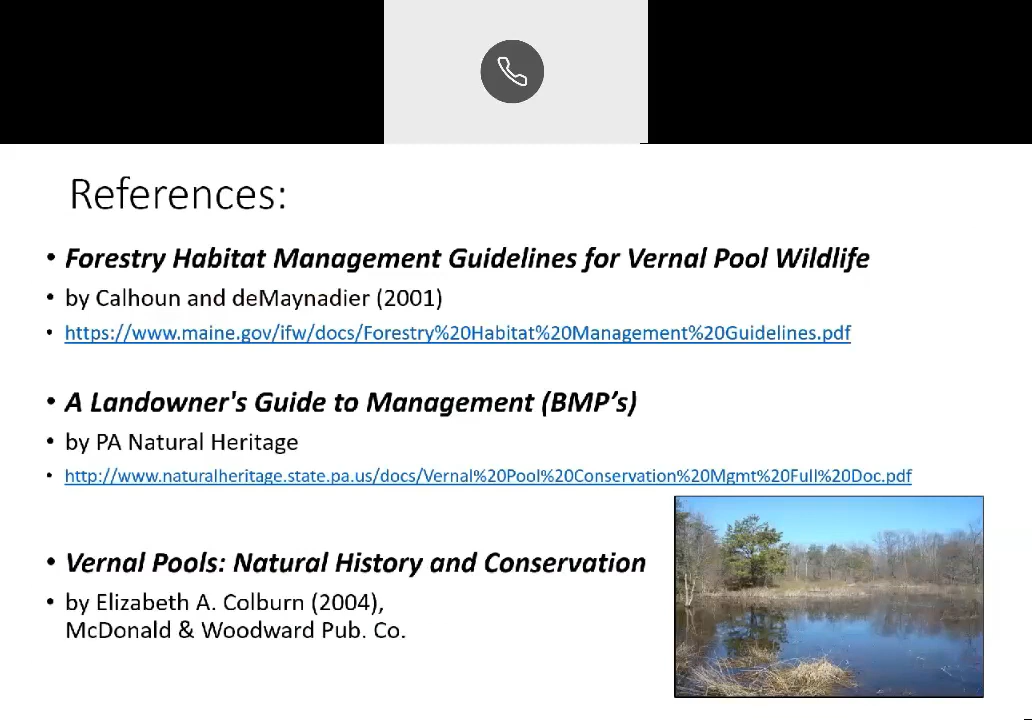 References:
• Forestry Habitat Management Guidelines for Vernal Pool Wildlife
• by Calhoun and deMaynadier (2001)
• https://www.maine.gov/ifw/docs/Forestry%20Habitat%20Management%20Guidelines.pdf
• A Landowner's Guide to Management (BMP’s)
• by PA Natural Heritage
• http://www.naturalheritage.state.pa.us/docs/Vernal%20Pool%20Conservation%20Mgmt%20Full%20Doc.pdf
• Vernal Pools: Natural History and Conservation
• by Elizabeth A. Colburn (2004),
McDonald & Woodward Pub. Co.